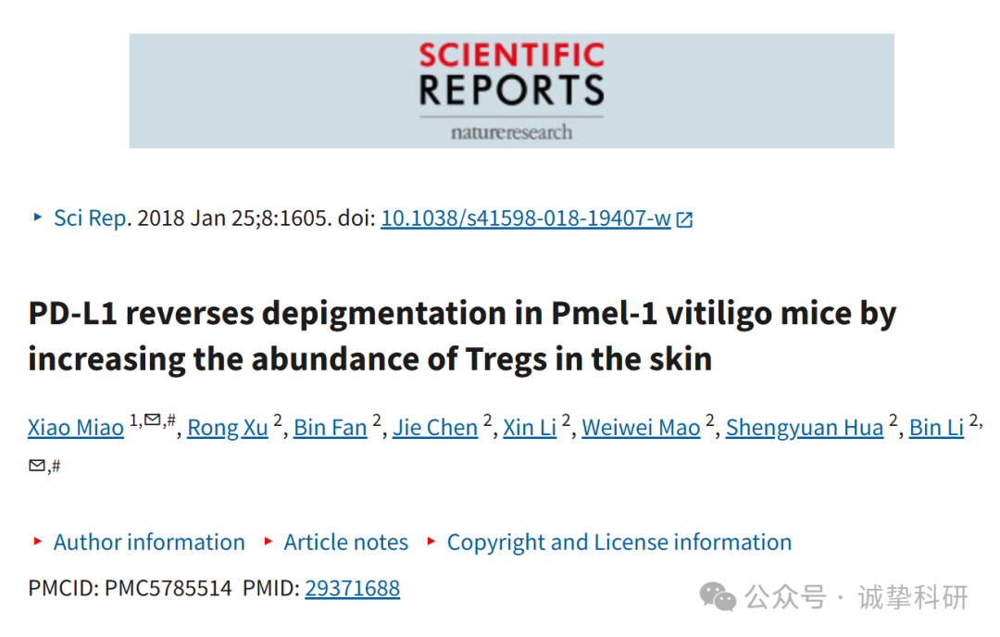 SCIENTIFIC
REPORTS
natureresearch
Sci Rep. 2018 Jan 25;8:1605. doi: 10.1038/s41598-018-19407-w
PD-L1 reverses depigmentation in Pmel-1 vitiligo mice by
increasing the abundance of Tregs in the skin
Xiao Miao 1,✉,#, Rong Xu 2, Bin Fan 2, Jie Chen 2, Xin Li 2, Weiwei Mao 2, Shengyuan Hua 2, Bin Li 2,
✉,#
Author information Article notes Copyright and License information
PMCID: PMC5785514 PMID: 29371688
公众号 · 诚挚科研